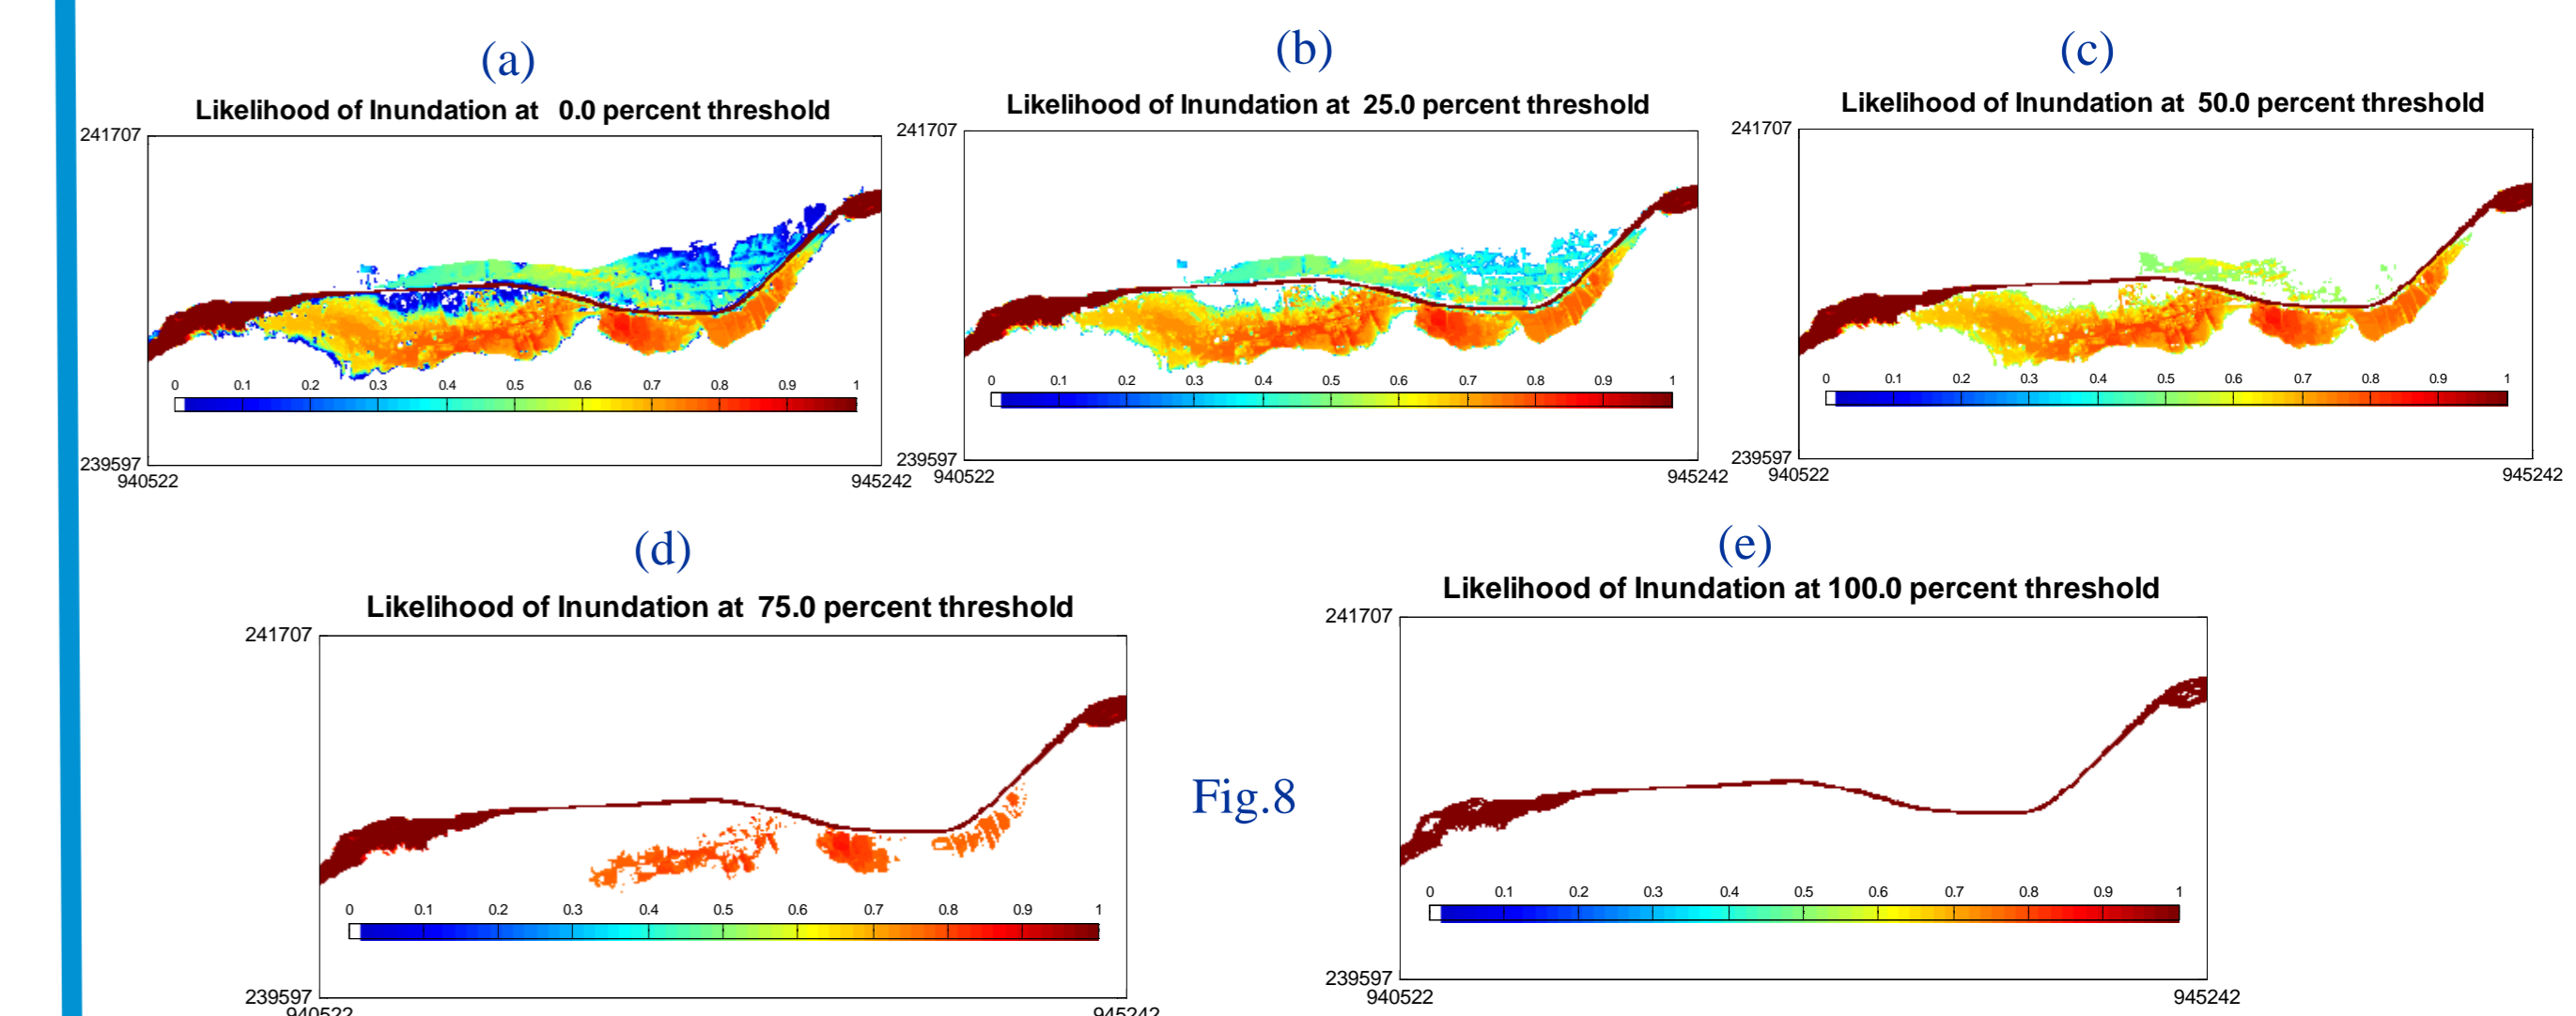 (a)
Likelihood of Inundation at 0.0 percent threshold
241707
0 0.1 0.2 0.3 0.4 0.5 0.6 0.7 0.8 0.9 1
239597
940522 945242
(b)
Likelihood of Inundation at 25.0 percent threshold
241707
0 0.1 0.2 0.3 0.4 0.5 0.6 0.7 0.8 0.9 1
239597
940522 945242
(c)
Likelihood of Inundation at 50.0 percent threshold
241707
0 0.1 0.2 0.3 0.4 0.5 0.6 0.7 0.8 0.9 1
239597
940522 945242
(d)
Likelihood of Inundation at 75.0 percent threshold
241707
0 0.1 0.2 0.3 0.4 0.5 0.6 0.7 0.8 0.9 1
239597
940522 945242
Fig.8
(e)
Likelihood of Inundation at 100.0 percent threshold
241707
0 0.1 0.2 0.3 0.4 0.5 0.6 0.7 0.8 0.9 1
239597
940522 945242